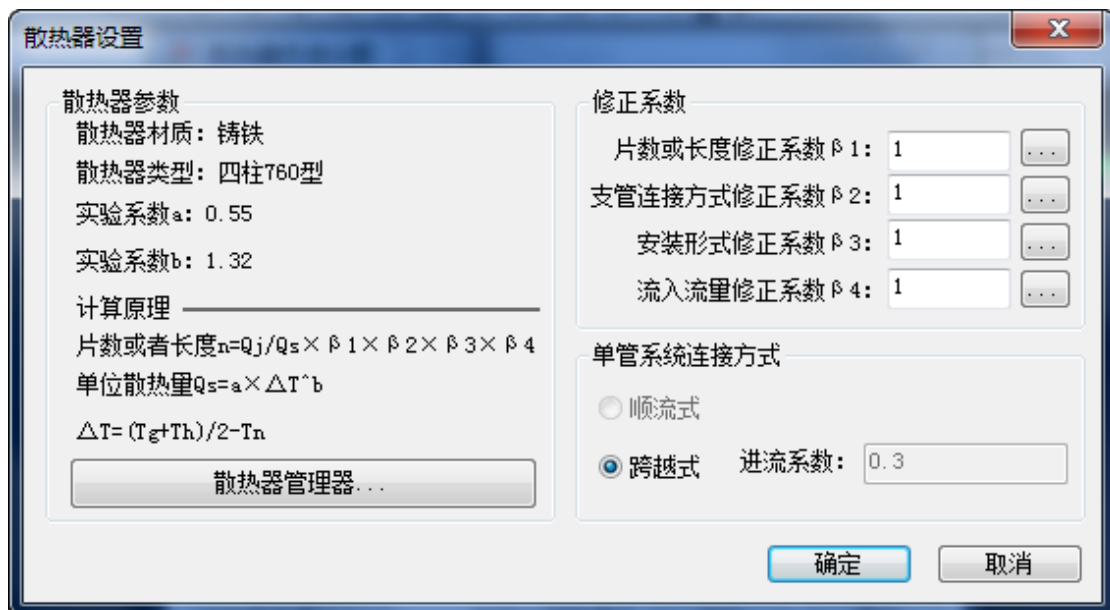 散热器设置
散热器参数
散热器材质：铸铁
散热器类型：四柱760型
实验系数a：0.55
实验系数b：1.32
计算原理
片数或者长度n=Qj/Qs×β1×β2×β3×β4
单位散热量Qs=a×△T^b
△T=(Tg+Th)/2-Tn
散热器管理器...
修正系数
片数或长度修正系数β1：1 ...
支管连接方式修正系数β2：1 ...
安装形式修正系数β3：1 ...
流入流量修正系数β4：1 ...
单管系统连接方式
顺流式
跨越式 进流系数：0.3
确定 取消